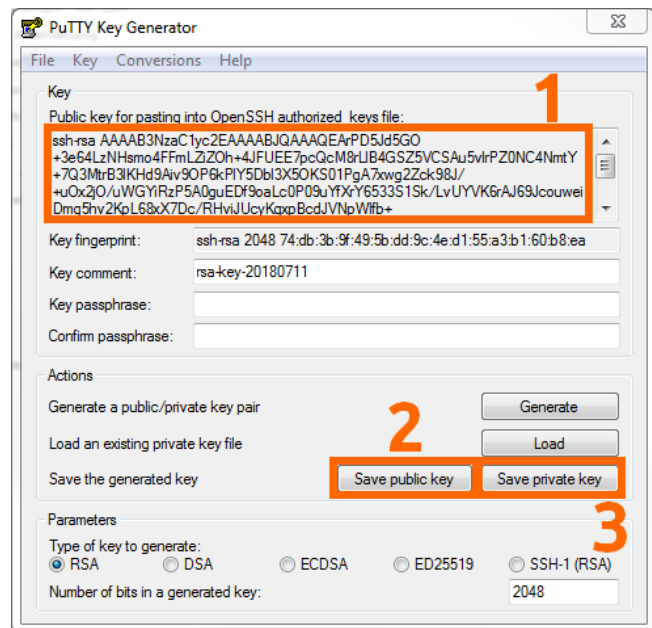 PuTTY Key Generator
File Key Conversions Help
Key
1
Public key for pasting into OpenSSH authorized_keys file:
ssh-rsa AAAAB3NzaC1yc2EAAAABJQAAAQEArPD5Jd5GO
+3e64LzNHsmo4FFmLZiZOh+4JFUEE7pcQcM8rUB4GSZ5VCSAu5vlrPZ0NC4NmtY
+7Q3MtrB3IKHd9Aiv9OP6kPlY5DbI3X5OKS01PgA7xwg2Zck98J/
+uOx2jO/uWGYiRzP5A0guEDf9oaLc0P09uYfXrY6533S1Sk/LvUYVK6rAJ69Jcouwei
Dmq5hv2KpL68xX7Dc/RHviJUcyKqxpBcdJVNpWlfb+
Key fingerprint: ssh-rsa 2048 74:db:3b:9f:49:5b:dd:9c:4e:d1:55:a3:b1:60:b8:ea
Key comment: rsa-key-20180711
Key passphrase:
Confirm passphrase:
Actions
Generate a public/private key pair Generate
2
Load an existing private key file Load
Save the generated key Save public key Save private key
3
Parameters
Type of key to generate:
RSA DSA ECDSA ED25519 SSH-1 (RSA)
Number of bits in a generated key: 2048